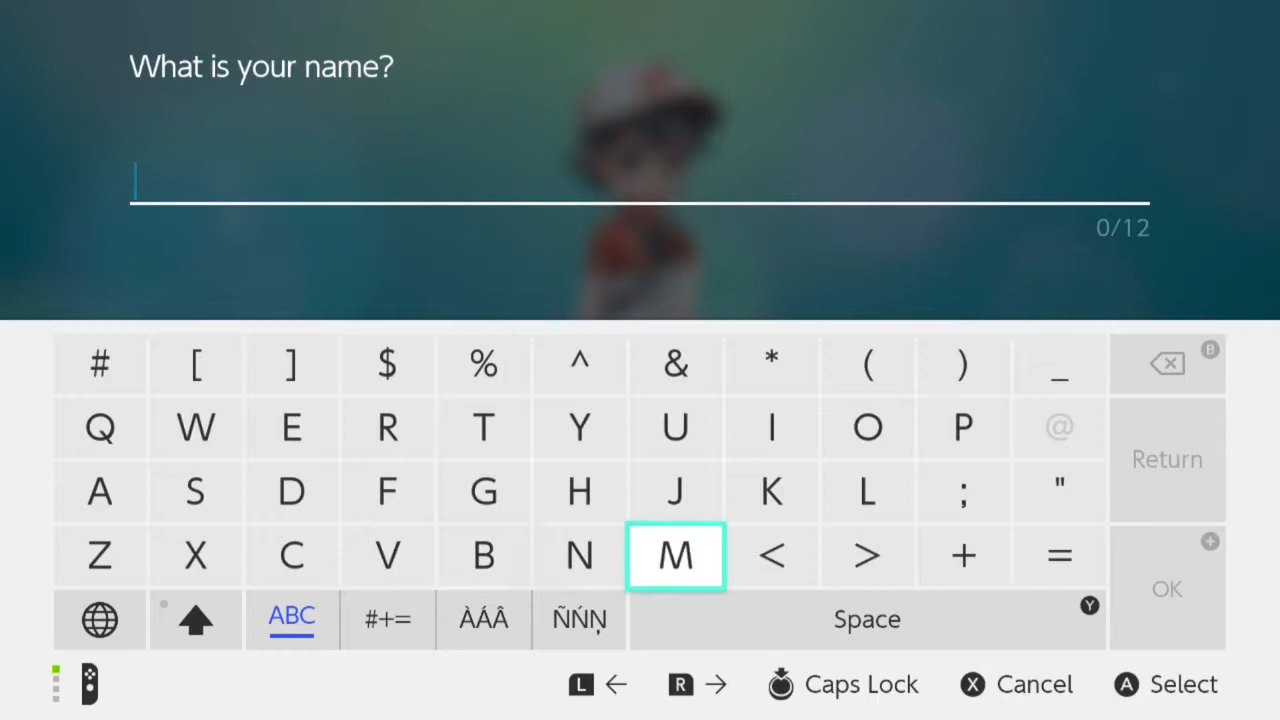 What is your name?
0/12
# [ ] $ % ^ & * ( ) _ B
Q W E R T Y U I O P @
A S D F G H J K L ; " Return
Z X C V B N M < > + = +
ABC #+= ÀÁÂ ÑŃŅ Space Y OK
L ← R → Caps Lock X Cancel A Select